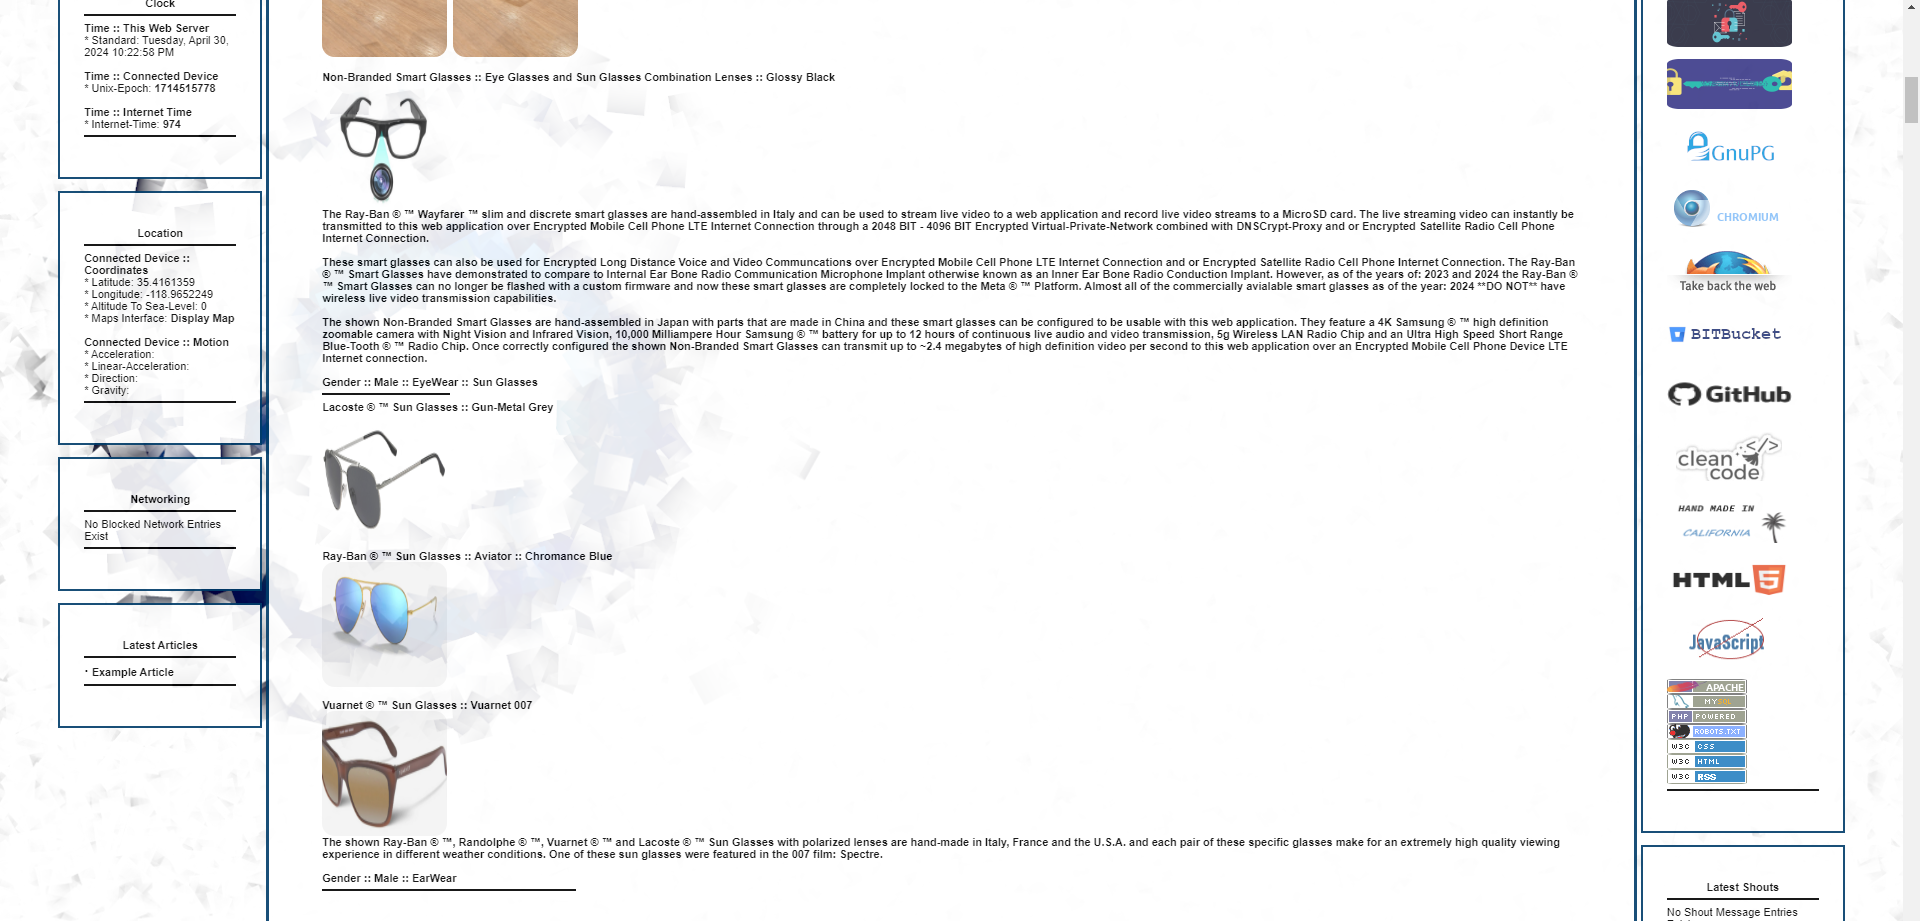 Clock
Time :: This Web Server
* Standard: Tuesday, April 30,
2024 10:22:58 PM
Time :: Connected Device
* Unix-Epoch: 1714515778
Time :: Internet Time
* Internet-Time: 974
Location
Connected Device ::
Coordinates
* Latitude: 35.4161359
* Longitude: -118.9652249
* Altitude To Sea-Level: 0
* Maps Interface: Display Map
Connected Device :: Motion
* Acceleration:
* Linear-Acceleration:
* Direction:
* Gravity:
Networking
No Blocked Network Entries
Exist
Latest Articles
· Example Article
Non-Branded Smart Glasses :: Eye Glasses and Sun Glasses Combination Lenses :: Glossy Black
The Ray-Ban ® ™ Wayfarer ™ slim and discrete smart glasses are hand-assembled in Italy and can be used to stream live video to a web application and record live video streams to a MicroSD card. The live streaming video can instantly be
transmitted to this web application over Encrypted Mobile Cell Phone LTE Internet Connection through a 2048 BIT - 4096 BIT Encrypted Virtual-Private-Network combined with DNSCrypt-Proxy and or Encrypted Satellite Radio Cell Phone
Internet Connection.
These smart glasses can also be used for Encrypted Long Distance Voice and Video Communcations over Encrypted Mobile Cell Phone LTE Internet Connection and or Encrypted Satellite Radio Cell Phone Internet Connection. The Ray-Ban
® ™ Smart Glasses have demonstrated to compare to Internal Ear Bone Radio Communication Microphone Implant otherwise known as an Inner Ear Bone Radio Conduction Implant. However, as of the years of: 2023 and 2024 the Ray-Ban ®
™ Smart Glasses can no longer be flashed with a custom firmware and now these smart glasses are completely locked to the Meta ® ™ Platform. Almost all of the commercially avialable smart glasses as of the year: 2024 **DO NOT** have
wireless live video transmission capabilities.
The shown Non-Branded Smart Glasses are hand-assembled in Japan with parts that are made in China and these smart glasses can be configured to be usable with this web application. They feature a 4K Samsung ® ™ high definition
zoomable camera with Night Vision and Infrared Vision, 10,000 Milliampere Hour Samsung ® ™ battery for up to 12 hours of continuous live audio and video transmission, 5g Wireless LAN Radio Chip and an Ultra High Speed Short Range
Blue-Tooth ® ™ Radio Chip. Once correctly configured the shown Non-Branded Smart Glasses can transmit up to ~2.4 megabytes of high definition video per second to this web application over an Encrypted Mobile Cell Phone Device LTE
Internet connection.
Gender :: Male :: EyeWear :: Sun Glasses
Lacoste ® ™ Sun Glasses :: Gun-Metal Grey
Ray-Ban ® ™ Sun Glasses :: Aviator :: Chromance Blue
Vuarnet ® ™ Sun Glasses :: Vuarnet 007
The shown Ray-Ban ® ™, Randolphe ® ™, Vuarnet ® ™ and Lacoste ® ™ Sun Glasses with polarized lenses are hand-made in Italy, France and the U.S.A. and each pair of these specific glasses make for an extremely high quality viewing
experience in different weather conditions. One of these sun glasses were featured in the 007 film: Spectre.
Gender :: Male :: EarWear
GnuPG
CHROMIUM
Take back the web
BITBucket
GitHub
</>
clean
code
HAND MADE IN
CALIFORNIA
HTML 5
JavaScript
APACHE
MYSQL
PHP POWERED
ROBOTS.TXT
W3C CSS
W3C HTML
W3C RSS
Latest Shouts
No Shout Message Entries